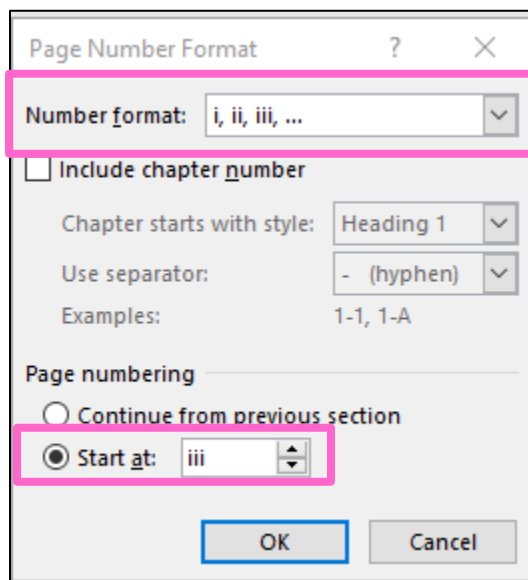 Page Number Format ?
Number format: i, ii, iii, ...
Include chapter number
Chapter starts with style: Heading 1
Use separator: - (hyphen)
Examples: 1-1, 1-A
Page numbering
Continue from previous section
Start at: iii
OK Cancel